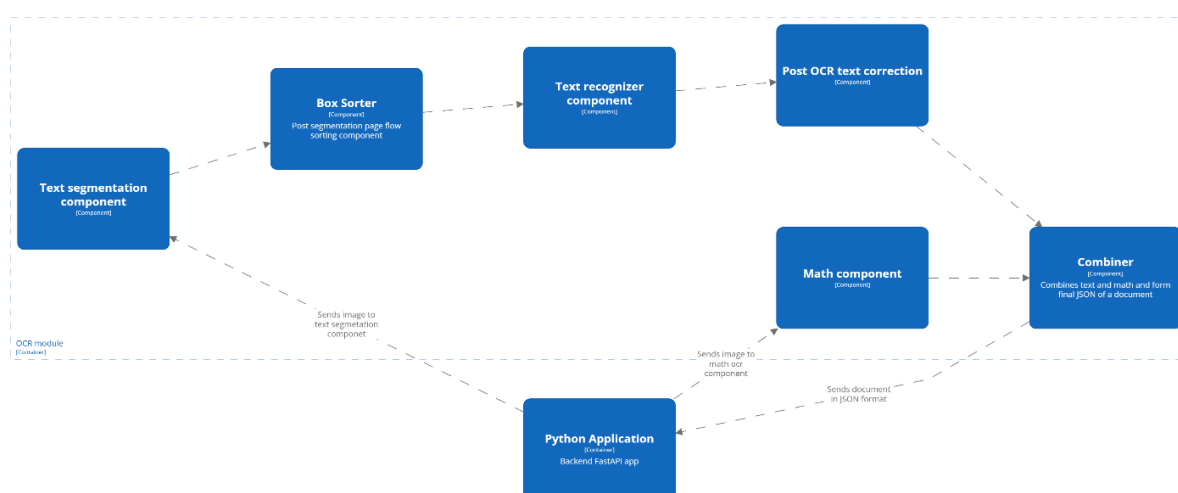 Post OCR text correction
[Component]
Text recognizer
component
[Component]
Box Sorter
[Component]
Post segmentation page flow
sorting component
Text segmentation
component
[Component]
Math component
[Component]
Combiner
[Component]
Combines text and math and form
final JSON of a document
Sends image to
text segmetation
componet
OCR module
[Container]
Sends image to
math ocr
component
Sends document
in JSON format
Python Application
[Container]
Backend FastAPI app